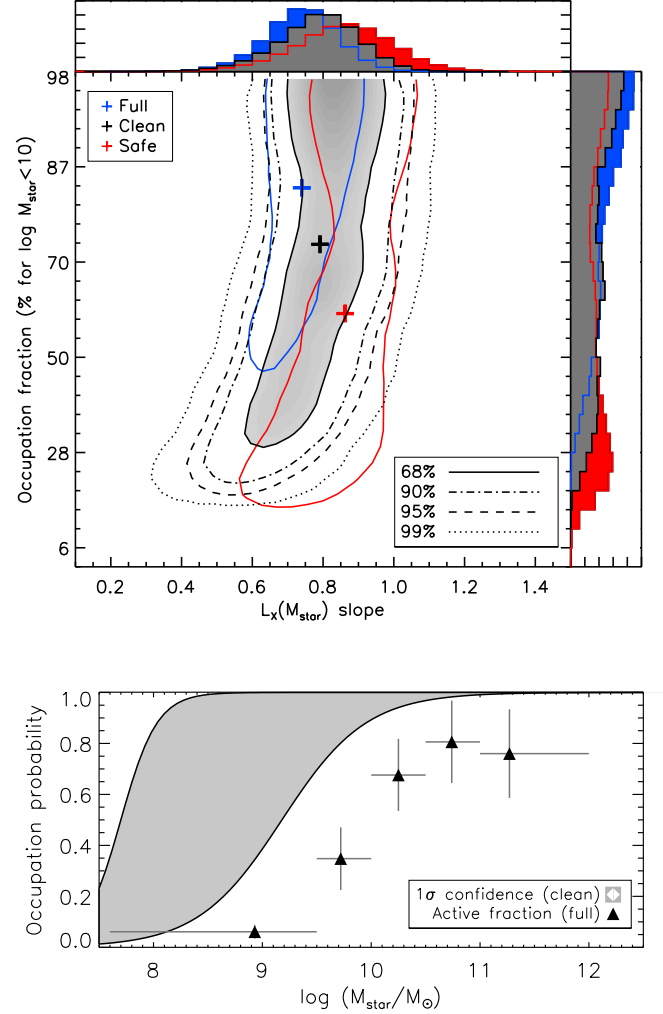 98
87
70
50
28
6
Occupation fraction (% for log M_star<10)
Full
Clean
Safe
68%
90%
95%
99%
0.2 0.4 0.6 0.8 1.0 1.2 1.4
L_X(M_star) slope
1.0
0.8
0.6
0.4
0.2
0.0
Occupation probability
1σ confidence (clean)
Active fraction (full)
8 9 10 11 12
log (M_star/M_⊙)